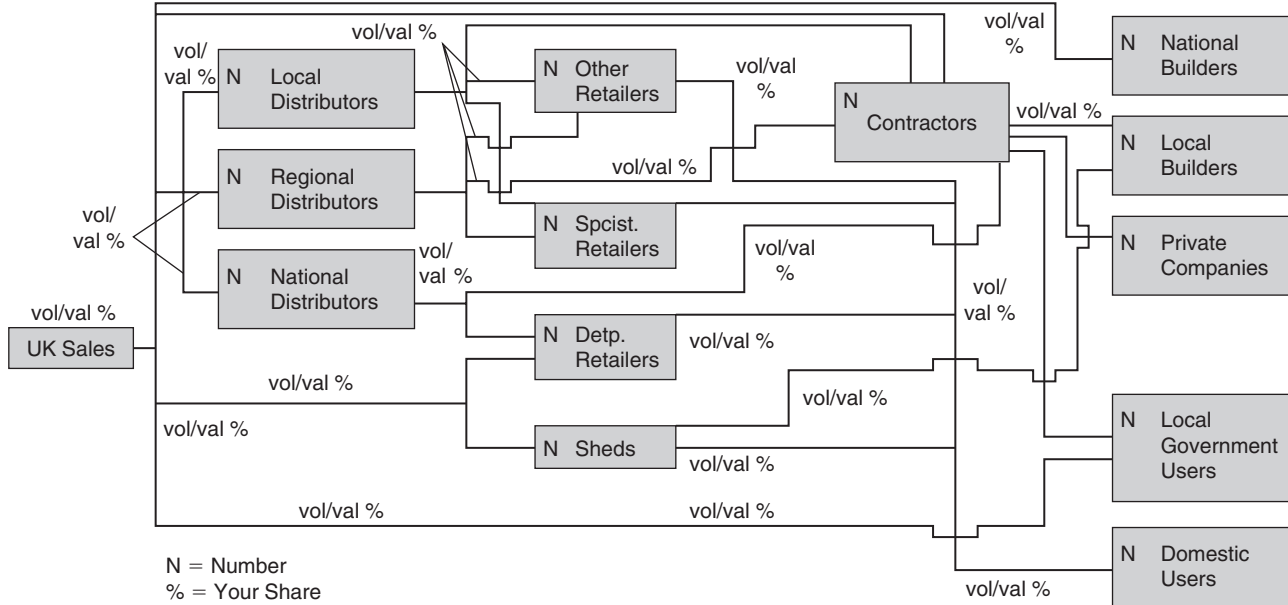 vol/val %
UK Sales
vol/
val %
vol/
val %
N Local
Distributors
N Regional
Distributors
N National
Distributors
vol/
val %
vol/val %
N Other
Retailers
vol/val
%
vol/val %
N Spcist.
Retailers
vol/val
%
N Detp.
Retailers
vol/val %
vol/val %
vol/val %
N Sheds
vol/val %
vol/val %
vol/val %
vol/val %
N
Contractors
vol/
val %
vol/val
%
N National
Builders
vol/val %
N Local
Builders
N Private
Companies
N Local
Government
Users
N Domestic
Users
vol/val %
N = Number
% = Your Share